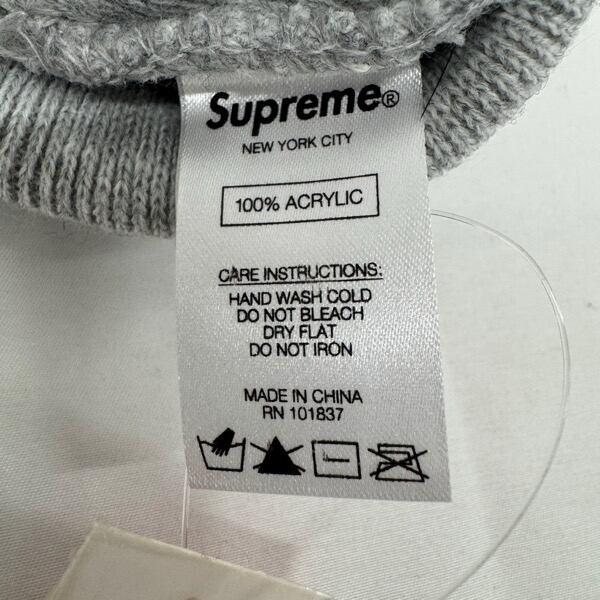 Supreme®
NEW YORK CITY
100% ACRYLIC
CARE INSTRUCTIONS:
HAND WASH COLD
DO NOT BLEACH
DRY FLAT
DO NOT IRON
MADE IN CHINA
RN 101837